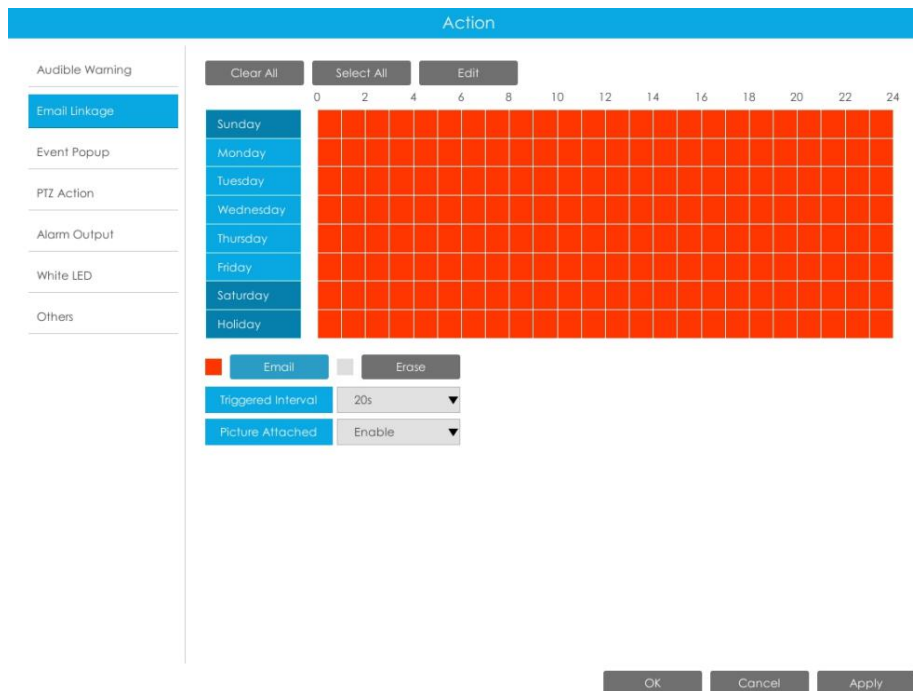 Action
Audible Warning
Email Linkage
Event Popup
PTZ Action
Alarm Output
White LED
Others
Clear All Select All Edit
0 2 4 6 8 10 12 14 16 18 20 22 24
Sunday
Monday
Tuesday
Wednesday
Thursday
Friday
Saturday
Holiday
Email Erase
Triggered Interval 20s
Picture Attached Enable
OK Cancel Apply